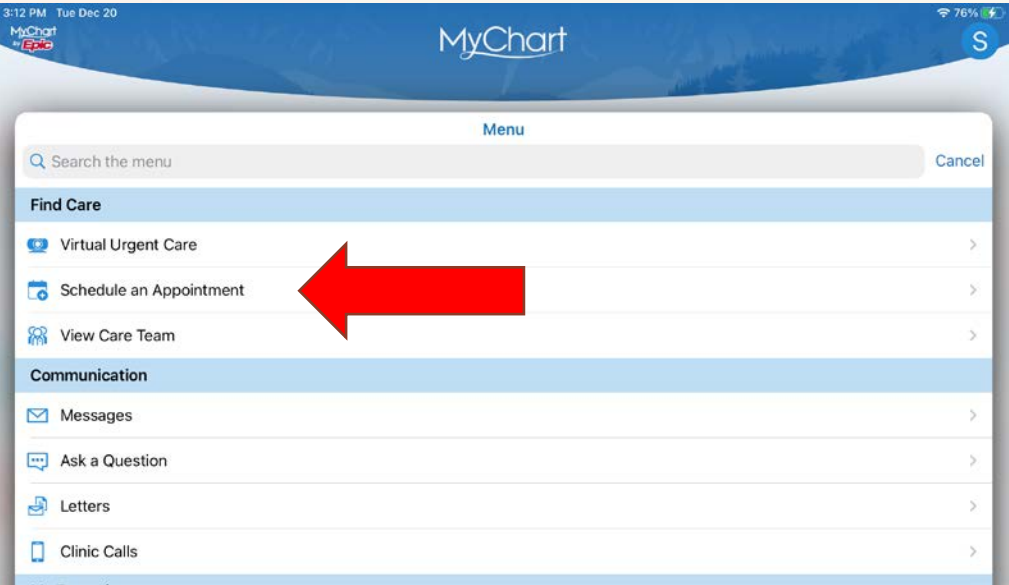 3:12 PM Tue Dec 20
76%
MyChart
by Epic
MyChart
S
Menu
Search the menu
Cancel
Find Care
Virtual Urgent Care
Schedule an Appointment
View Care Team
Communication
Messages
Ask a Question
Letters
Clinic Calls